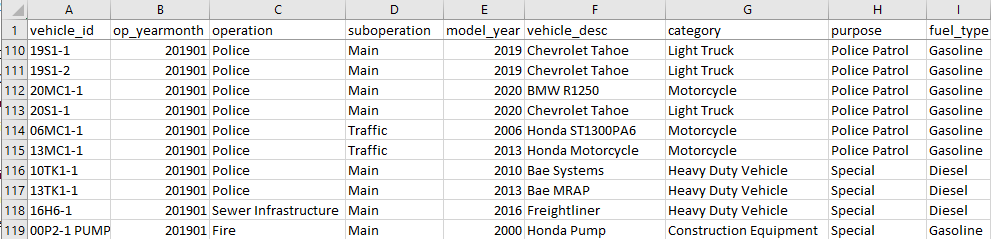 A B C D E F G H I
1 vehicle_id op_yearmonth operation suboperation model_year vehicle_desc category purpose fuel_type
110 19S1-1 201901 Police Main 2019 Chevrolet Tahoe Light Truck Police Patrol Gasoline
111 19S1-2 201901 Police Main 2019 Chevrolet Tahoe Light Truck Police Patrol Gasoline
112 20MC1-1 201901 Police Main 2020 BMW R1250 Motorcycle Police Patrol Gasoline
113 20S1-1 201901 Police Main 2020 Chevrolet Tahoe Light Truck Police Patrol Gasoline
114 06MC1-1 201901 Police Traffic 2006 Honda ST1300PA6 Motorcycle Police Patrol Gasoline
115 13MC1-1 201901 Police Traffic 2013 Honda Motorcycle Motorcycle Police Patrol Gasoline
116 10TK1-1 201901 Police Main 2010 Bae Systems Heavy Duty Vehicle Special Diesel
117 13TK1-1 201901 Police Main 2013 Bae MRAP Heavy Duty Vehicle Special Diesel
118 16H6-1 201901 Sewer Infrastructure Main 2016 Freightliner Heavy Duty Vehicle Special Diesel
119 00P2-1 PUMP 201901 Fire Main 2000 Honda Pump Construction Equipment Special Gasoline